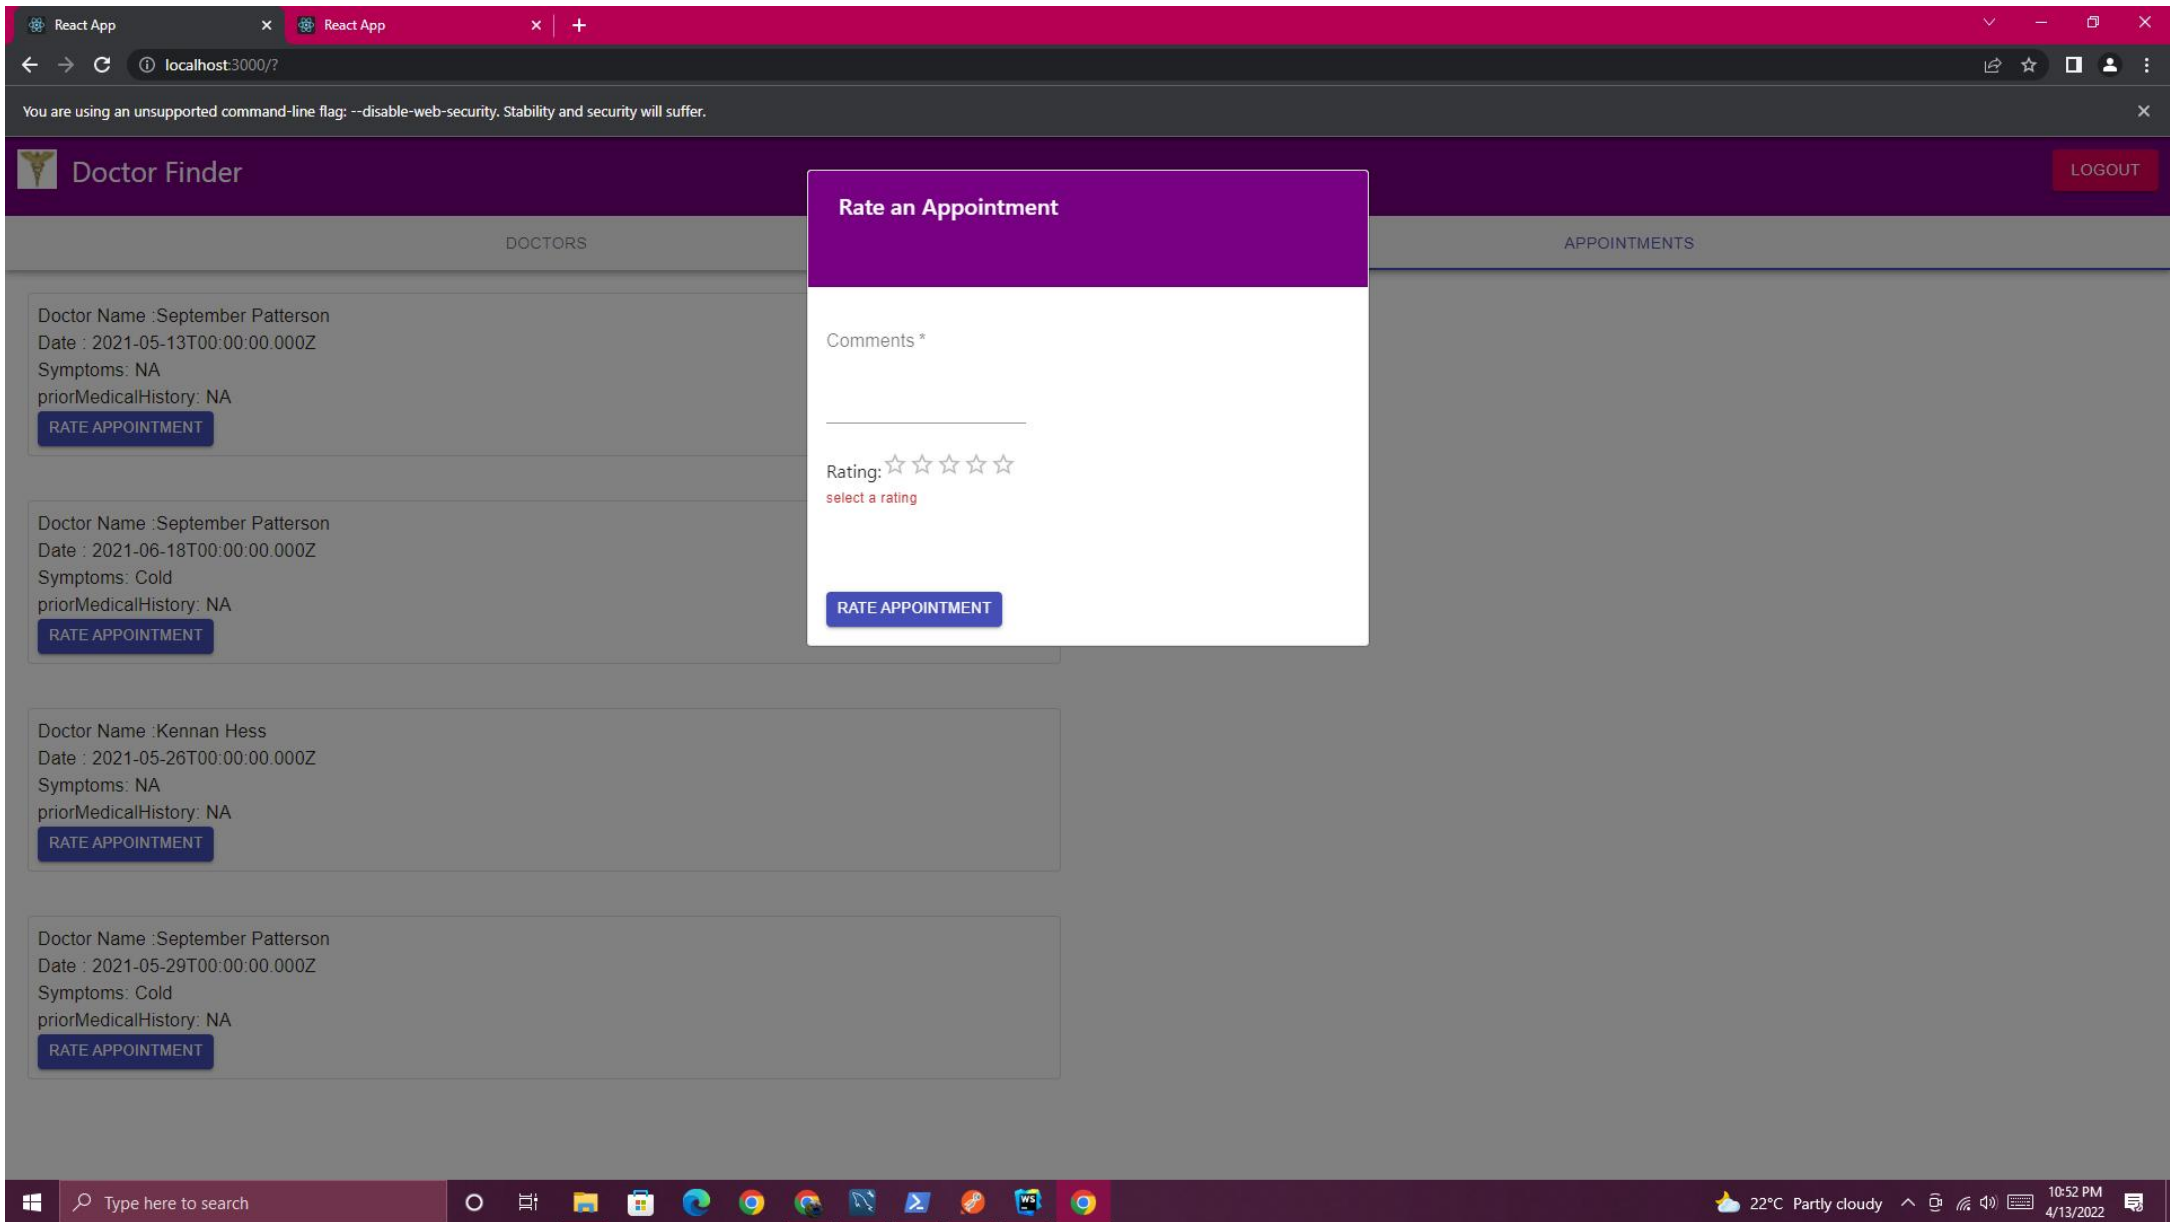 React App
React App
localhost:3000/?
You are using an unsupported command-line flag: --disable-web-security. Stability and security will suffer.
Doctor Finder
LOGOUT
DOCTORS
APPOINTMENTS
Rate an Appointment
Comments *
Rating:
select a rating
RATE APPOINTMENT
Doctor Name :September Patterson
Date : 2021-05-13T00:00:00.000Z
Symptoms: NA
priorMedicalHistory: NA
RATE APPOINTMENT
Doctor Name :September Patterson
Date : 2021-06-18T00:00:00.000Z
Symptoms: Cold
priorMedicalHistory: NA
RATE APPOINTMENT
Doctor Name :Kennan Hess
Date : 2021-05-26T00:00:00.000Z
Symptoms: NA
priorMedicalHistory: NA
RATE APPOINTMENT
Doctor Name :September Patterson
Date : 2021-05-29T00:00:00.000Z
Symptoms: Cold
priorMedicalHistory: NA
RATE APPOINTMENT
Type here to search
WS
22°C Partly cloudy
10:52 PM
4/13/2022